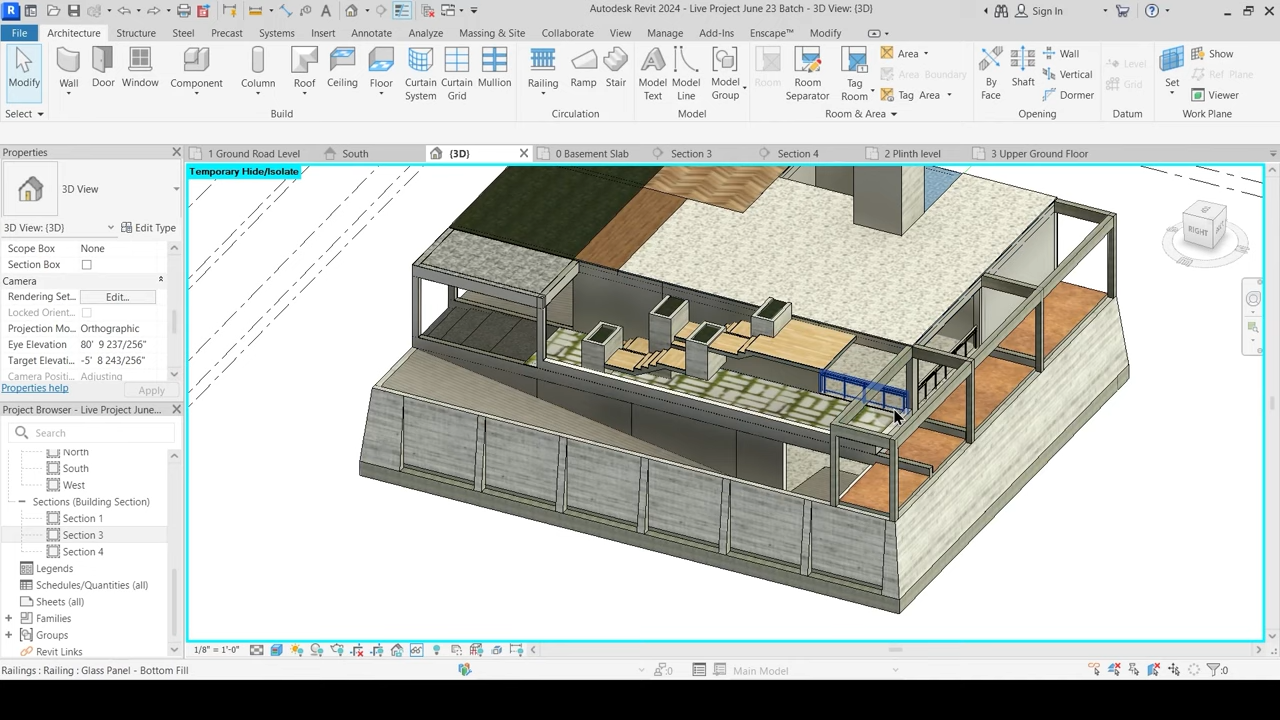 Autodesk Revit 2024 - Live Project June 23 Batch - 3D View: {3D}
Sign In
File Architecture Structure Steel Precast Systems Insert Annotate Analyze Massing & Site Collaborate View Manage Add-Ins Enscape™ Modify
Modify Wall Door Window Component Column Roof Ceiling Floor Curtain System Curtain Grid Mullion Railing Ramp Stair Model Text Model Line Model Group Room Room Separator Tag Room
Area
Area Boundary
Tag Area
By Face Shaft Wall
Vertical
Dormer
Level
Grid
Set Show
Ref Plane
Viewer
Select Build Circulation Model Room & Area Opening Datum Work Plane
Properties
1 Ground Road Level South {3D} 0 Basement Slab Section 3 Section 4 2 Plinth level 3 Upper Ground Floor
Temporary Hide/Isolate
3D View
3D View: {3D} Edit Type
Scope Box None
Section Box
Camera
Rendering Set... Edit...
Locked Orient...
Projection Mo... Orthographic
Eye Elevation 80' 9 237/256"
Target Elevati... -5' 8 243/256"
Camera Position Adjusting
Properties help Apply
RIGHT
Project Browser - Live Project June...
Search
North
South
West
Sections (Building Section)
Section 1
Section 3
Section 4
Legends
Schedules/Quantities (all)
Sheets (all)
Families
Groups
Revit Links
1/8" = 1'-0"
Railings : Railing : Glass Panel - Bottom Fill
:0 Main Model :0